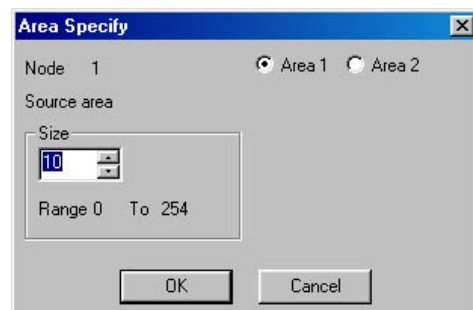 Area Specify
Node 1 Area 1 Area 2
Source area
Size
10
Range 0 To 254
OK Cancel